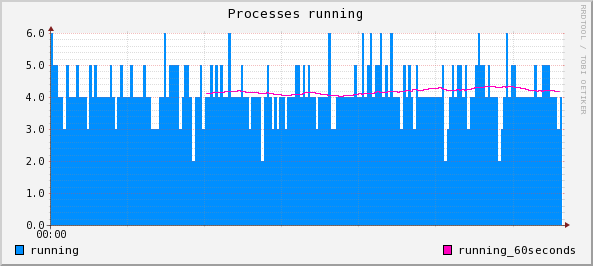 Processes running
6.0
5.0
4.0
3.0
2.0
1.0
0.0
00:00
running
running_60seconds
RRDTOOL / TOBI OETIKER